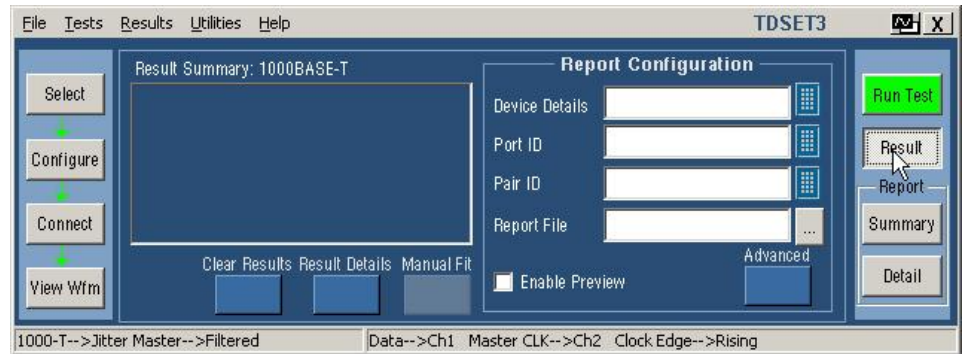 File Tests Results Utilities Help TDSET3 X
Select
Configure
Connect
View Wfm
Result Summary: 1000BASE-T
Clear Results Result Details Manual Fit
Report Configuration
Device Details
Port ID
Pair ID
Report File ...
Enable Preview
Advanced
Run Test
Result
Report
Summary
Detail
1000-T-->Jitter Master-->Filtered Data-->Ch1 Master CLK-->Ch2 Clock Edge-->Rising